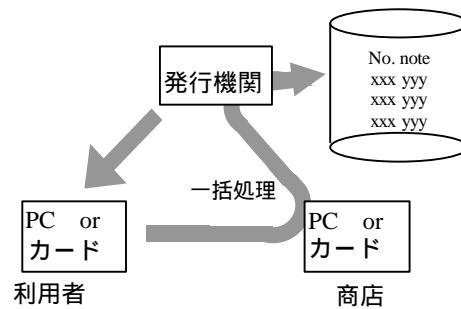 発行機関
No. note
xxx yyy
xxx yyy
xxx yyy
一括処理
PC or
カード
利用者
PC or
カード
商店